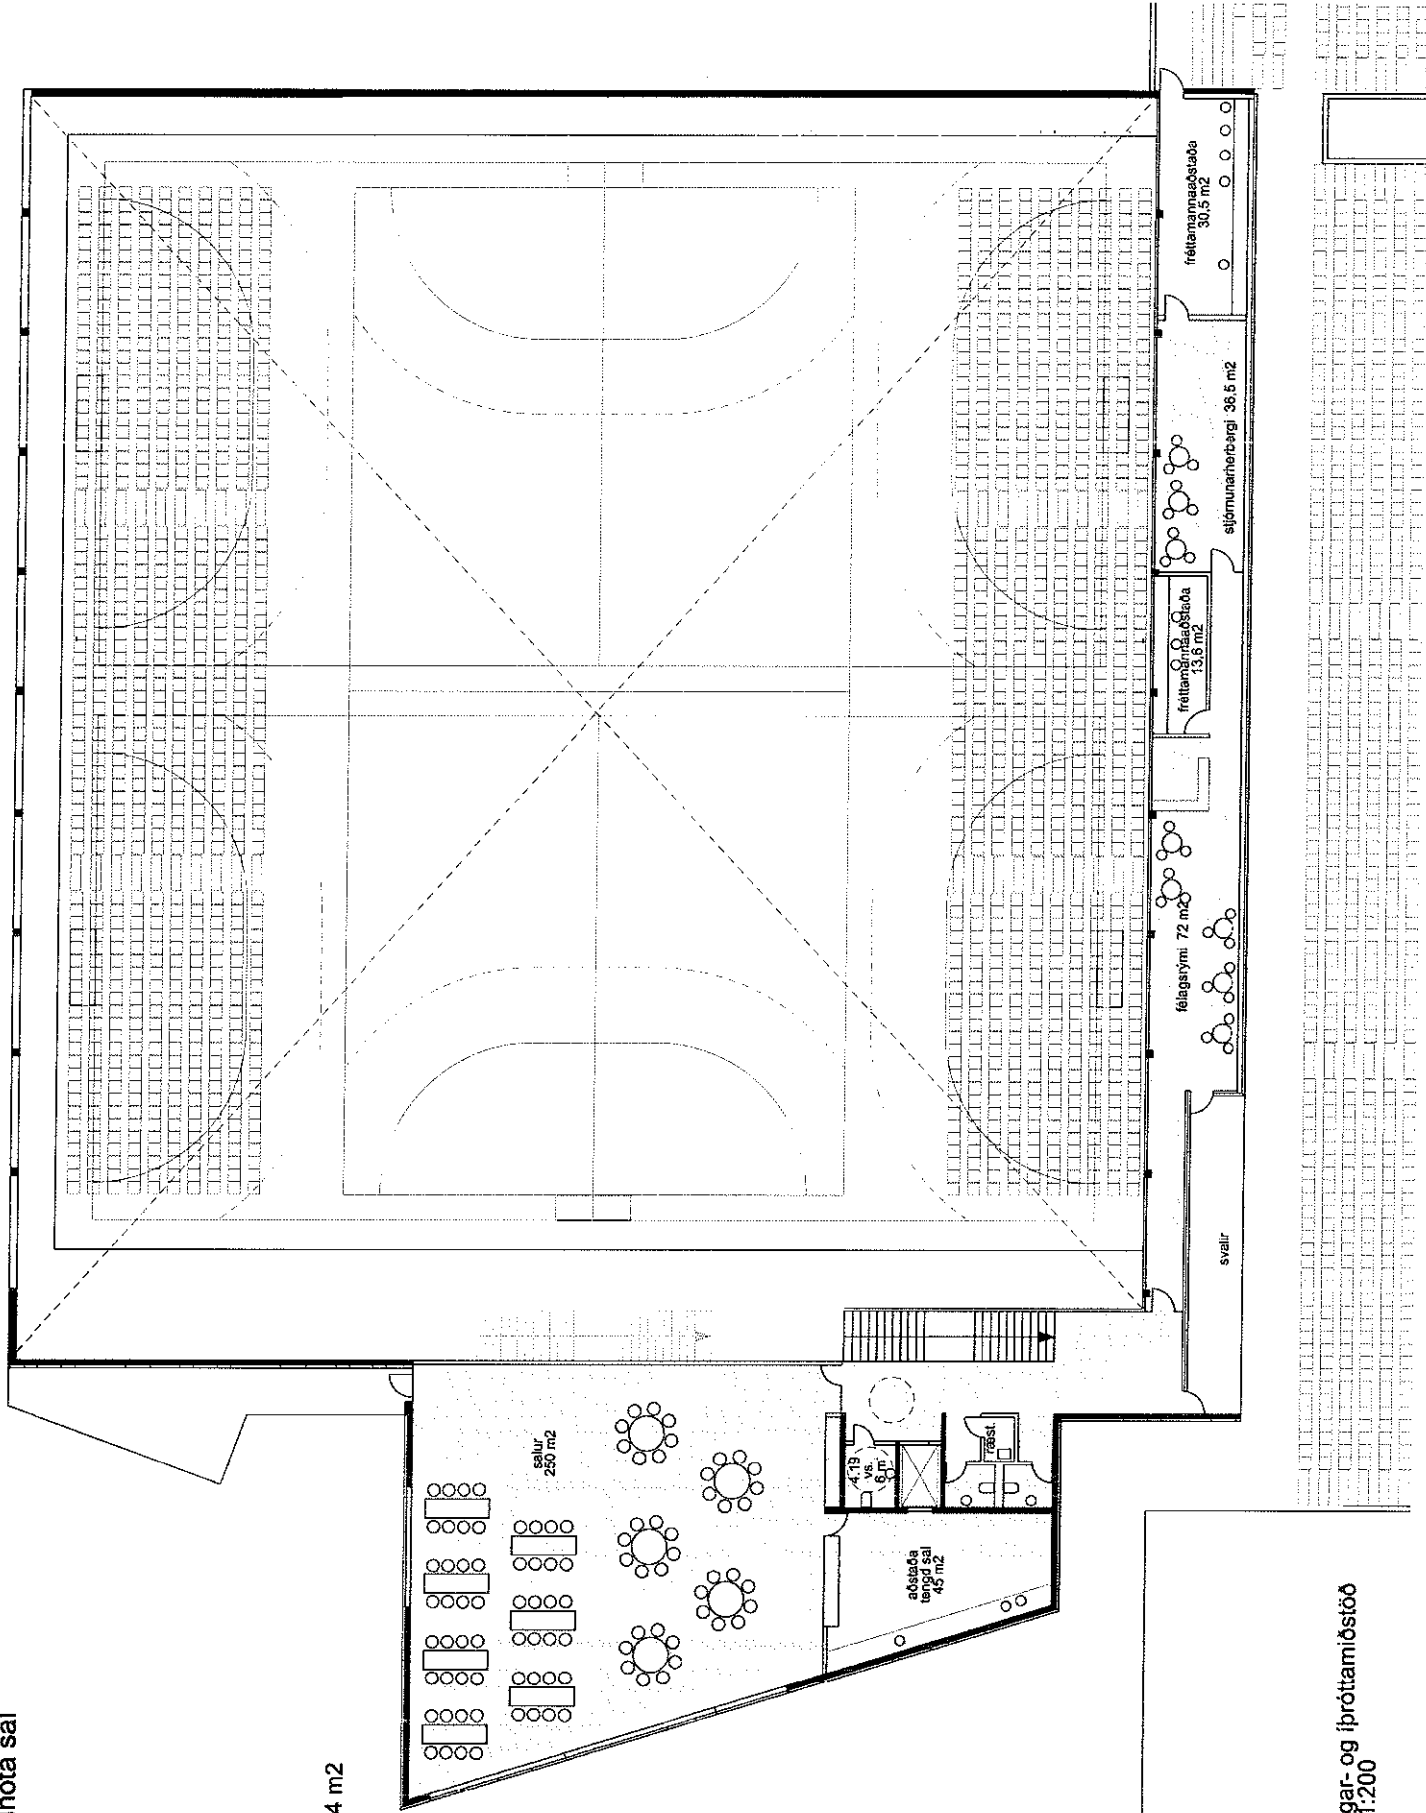 nota sal
4 m2
salur
250 m2
4.19
vs.
6 m
ræst.
aðstaða
tengd sal
45 m2
fréttamannaaðstaða
30,5 m2
stjórnunarherbergi 36,5 m2
fréttamannaaðstaða
13,6 m2
félagsrými 72 m2
svalir
gar- og íþróttamiðstöð
1:200